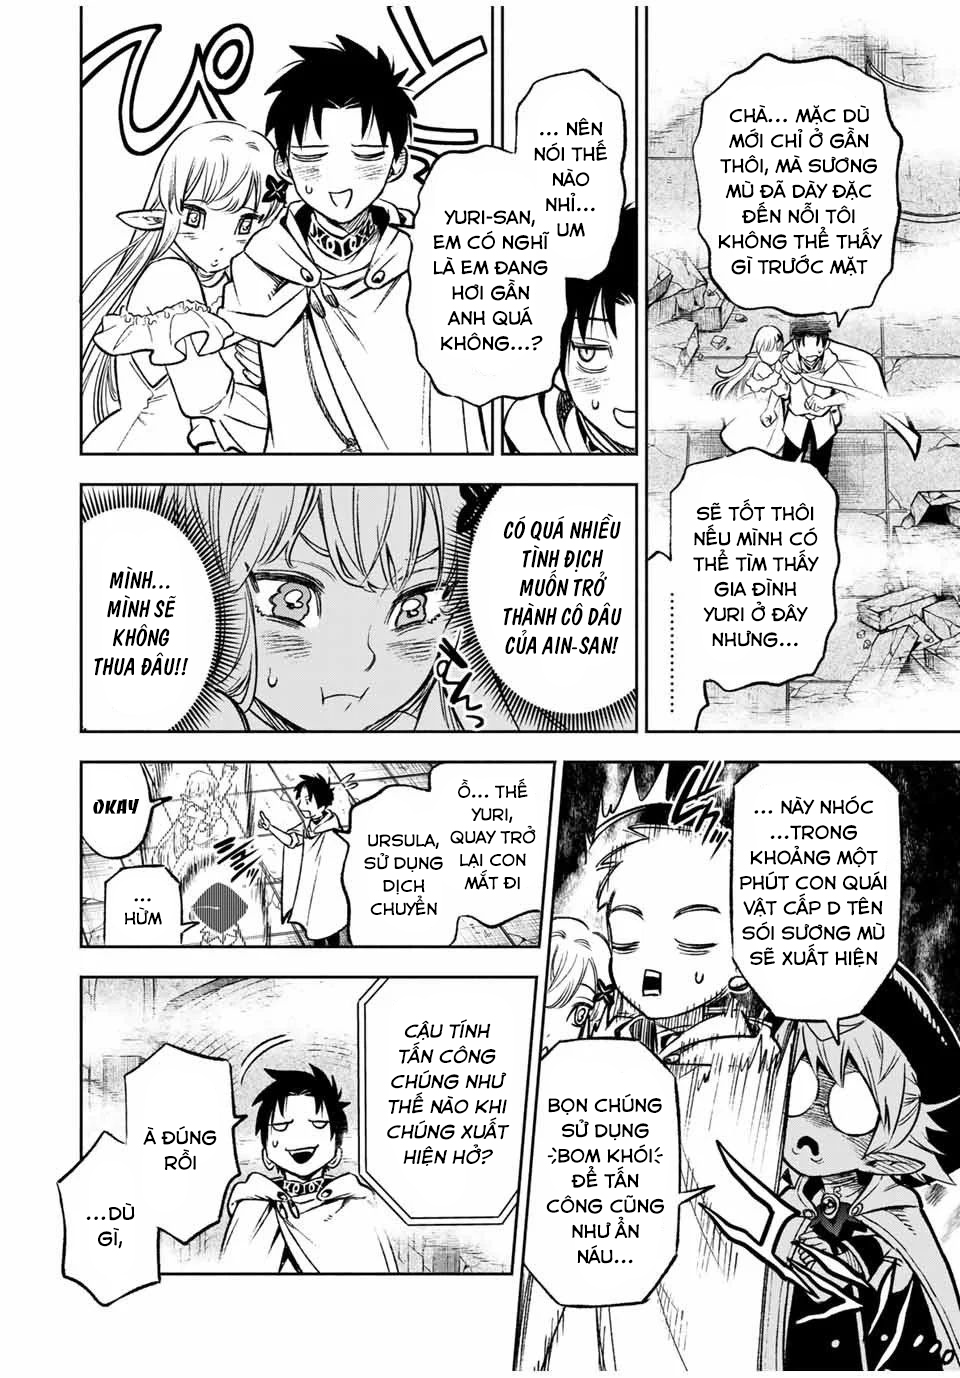 CHÀ... MẶC DÙ
MỚI CHỈ Ở GẦN
THÔI, MÀ SƯƠNG
MÙ ĐÃ DÀY ĐẶC
ĐẾN NỖI TÔI
KHÔNG THỂ THẤY
GÌ TRƯỚC MẶT
SẼ TỐT THÔI
NẾU MÌNH CÓ
THỂ TÌM THẤY
GIA ĐÌNH
YURI Ở ĐÂY
NHƯNG...
... NÊN
NÓI THẾ
NÀO
NHỈ...
UM
YURI-SAN,
EM CÓ NGHĨ
LÀ EM ĐANG
HƠI GẦN
ANH QUÁ
KHÔNG...?
ぴ
CÓ QUÁ NHIỀU
TÌNH ĐỊCH
MUỐN TRỞ
THÀNH CÔ DÂU
CỦA AIN-SAN!
MÌNH...
MÌNH SẼ
KHÔNG
THUA ĐÂU!!
... NÀY NHÓC
...TRONG
KHOẢNG MỘT
PHÚT CON QUÁI
VẬT CẤP D TÊN
SÓI SƯƠNG MÙ
SẼ XUẤT HIỆN
BỌN CHÚNG
SỬ DỤNG
BOM KHÓI
ĐỂ TẤN
CÔNG CŨNG
NHƯ ẨN
NÁU...
Ồ... THẾ
YURI,
QUAY TRỞ
LẠI CON
MẮT ĐI
URSULA,
SỬ DỤNG
DỊCH
CHUYỂN
OKAY
...
HỪM
CẬU TÍNH
TẤN CÔNG
CHÚNG NHƯ
THẾ NÀO KHI
CHÚNG XUẤT
HIỆN HỞ?
À ĐÚNG
RỒI
...DÙ
GÌ,